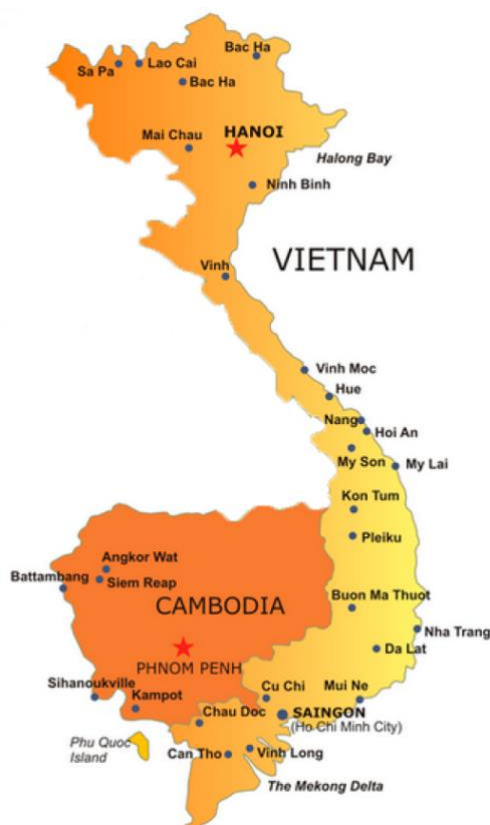 Bac Ha
Sa Pa
Lao Cai
Bac Ha
Mai Chau
HANOI
Halong Bay
Ninh Binh
VIETNAM
Vinh
Vinh Moc
Hue
Nang
Hoi An
My Son
My Lai
Kon Tum
Pleiku
Angkor Wat
Battambang
Siem Reap
CAMBODIA
Buon Ma Thuot
Nha Trang
Da Lat
PHNOM PENH
Sihanoukville
Kampot
Cu Chi
Mui Ne
Chau Doc
SAINGON
(Ho Chi Minh City)
Phu Quoc
Island
Can Tho
Vinh Long
The Mekong Delta